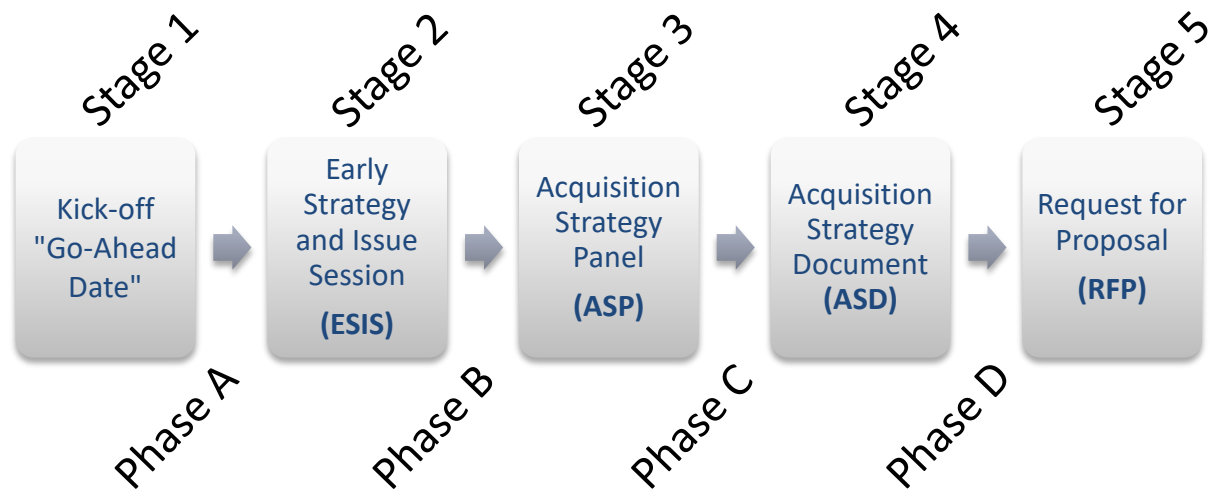 Stage 1
Stage 2
Stage 3
Stage 4
Stage 5
Kick-off
"Go-Ahead
Date"
Early
Strategy
and Issue
Session
(ESIS)
Acquisition
Strategy
Panel
(ASP)
Acquisition
Strategy
Document
(ASD)
Request for
Proposal
(RFP)
Phase A
Phase B
Phase C
Phase D